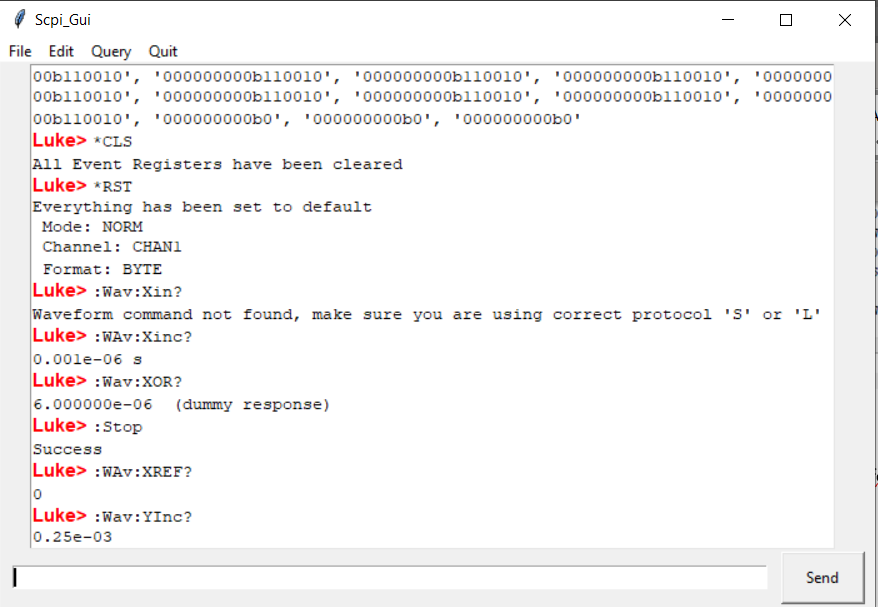 Scpi_Gui
File Edit Query Quit
00b110010', '000000000b110010', '000000000b110010', '000000000b110010', '0000000
00b110010', '000000000b110010', '000000000b110010', '000000000b110010', '0000000
00b110010', '000000000b0', '000000000b0', '000000000b0'
Luke> *CLS
All Event Registers have been cleared
Luke> *RST
Everything has been set to default
Mode: NORM
Channel: CHAN1
Format: BYTE
Luke> :Wav:Xin?
Waveform command not found, make sure you are using correct protocol 'S' or 'L'
Luke> :WAv:Xinc?
0.001e-06 s
Luke> :Wav:XOR?
6.000000e-06 (dummy response)
Luke> :Stop
Success
Luke> :WAv:XREF?
0
Luke> :Wav:YInc?
0.25e-03
Send